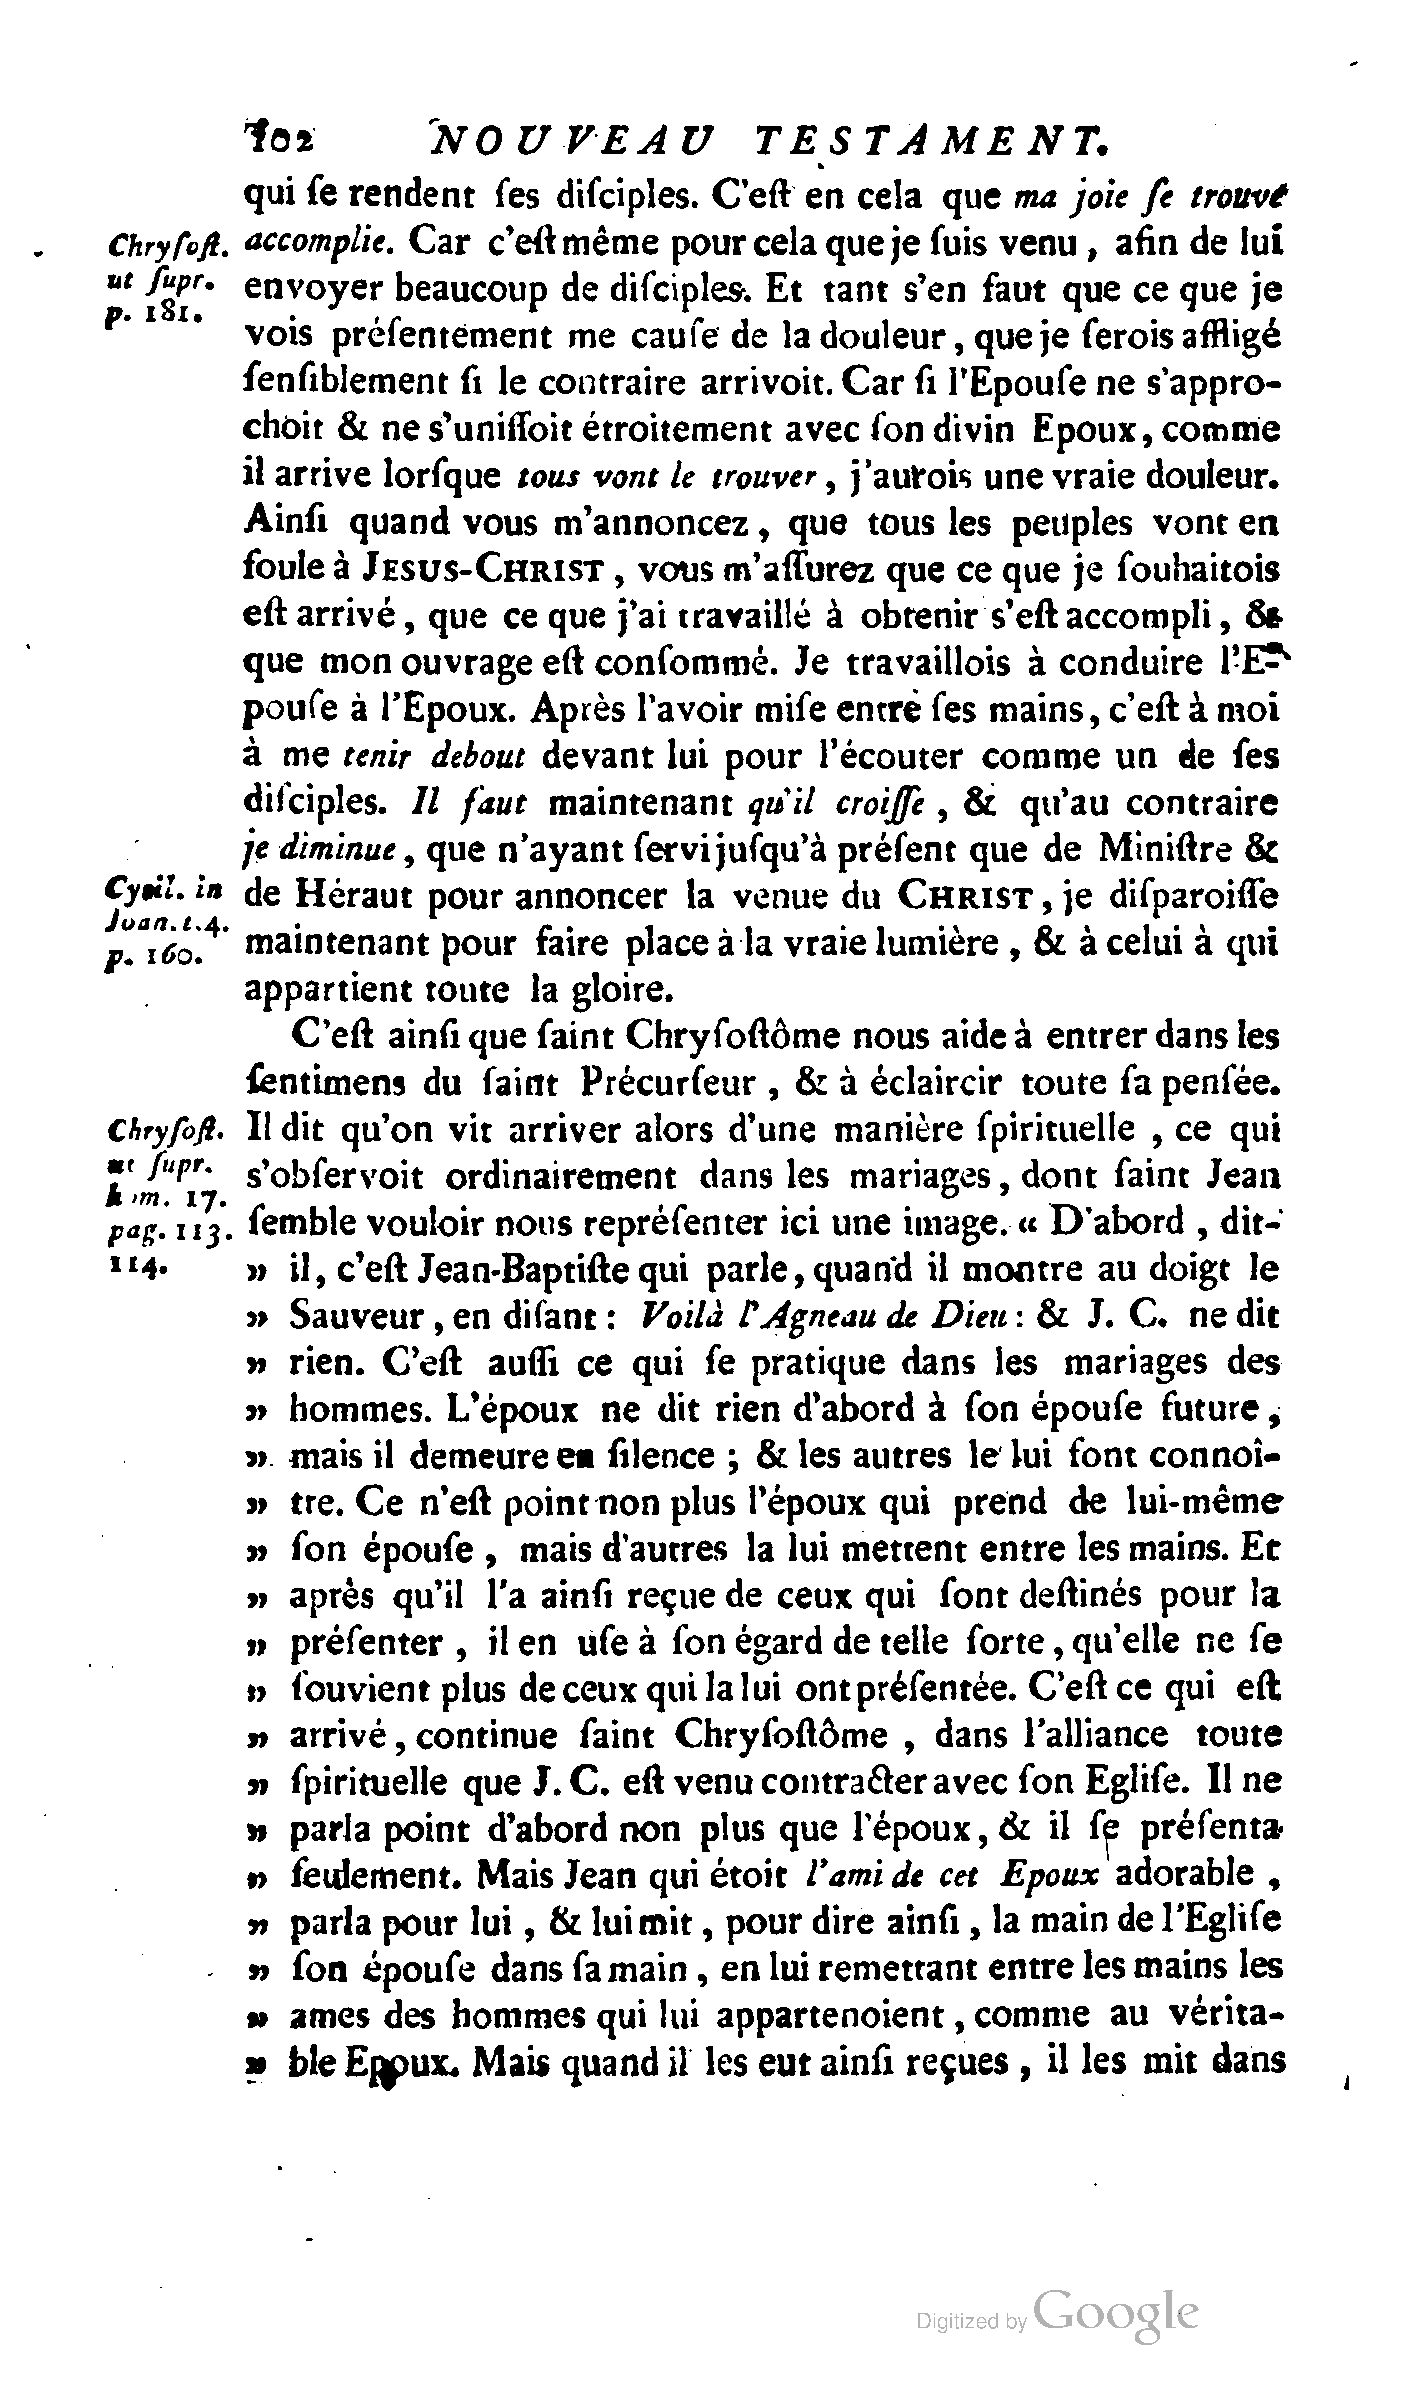 102 NOUVEAU TESTAMENT.
qui ſe rendent ſes diſciples. C'eſt en cela que ma joie ſe trouve
Chryſoſt.
ut ſupr.
p. 181.
accomplie. Car c'eſt même pour cela que je ſuis venu, afin de lui
envoyer beaucoup de diſciples. Et tant s'en faut que ce que je
vois préſentement me cauſe de la douleur, que je ſerois affligé
ſenſiblement ſi le contraire arrivoit. Car ſi l'Epouſe ne s'appro-
choit & ne s'uniſſoit étroitement avec ſon divin Epoux, comme
il arrive lorſque tous vont le trouver, j'aurois une vraie douleur.
Ainſi quand vous m'annoncez, que tous les peuples vont en
foule à JESUS-CHRIST, vous m'aſſurez que ce que je ſouhaitois
eſt arrivé, que ce que j'ai travaillé à obtenir s'eſt accompli, &
que mon ouvrage eſt conſommé. Je travaillois à conduire l'E-
pouſe à l'Epoux. Après l'avoir miſe entre ſes mains, c'eſt à moi
à me tenir debout devant lui pour l'écouter comme un de ſes
diſciples. Il faut maintenant qu'il croiſſe, & qu'au contraire
je diminue, que n'ayant ſervi juſqu'à préſent que de Miniſtre &
Cyril. in
Joan. t. 4.
p. 160.
de Héraut pour annoncer la venue du CHRIST, je diſparoiſſe
maintenant pour faire place à la vraie lumière, & à celui à qui
appartient toute la gloire.
C'eſt ainſi que ſaint Chryſoſtôme nous aide à entrer dans les
ſentimens du ſaint Précurſeur, & à éclaircir toute ſa penſée.
Chryſoſt.
ut ſupr.
hom. 17.
pag. 113.
114.
Il dit qu'on vit arriver alors d'une manière ſpirituelle, ce qui
s'obſervoit ordinairement dans les mariages, dont ſaint Jean
ſemble vouloir nous repréſenter ici une image. « D'abord, dit-
» il, c'eſt Jean-Baptiſte qui parle, quand il montre au doigt le
» Sauveur, en diſant : Voilà l'Agneau de Dieu : & J. C. ne dit
» rien. C'eſt auſſi ce qui ſe pratique dans les mariages des
» hommes. L'époux ne dit rien d'abord à ſon épouſe future,
» mais il demeure en ſilence ; & les autres le lui font connoî-
» tre. Ce n'eſt point non plus l'époux qui prend de lui-même
» ſon épouſe, mais d'autres la lui mettent entre les mains. Et
» après qu'il l'a ainſi reçue de ceux qui ſont deſtinés pour la
» préſenter, il en uſe à ſon égard de telle ſorte, qu'elle ne ſe
» ſouvient plus de ceux qui la lui ont préſentée. C'eſt ce qui eſt
» arrivé, continue ſaint Chryſoſtôme, dans l'alliance toute
» ſpirituelle que J. C. eſt venu contracter avec ſon Egliſe. Il ne
» parla point d'abord non plus que l'époux, & il ſe préſenta
» ſeulement. Mais Jean qui étoit l'ami de cet Epoux adorable,
» parla pour lui, & lui mit, pour dire ainſi, la main de l'Egliſe
» ſon épouſe dans ſa main, en lui remettant entre les mains les
» ames des hommes qui lui appartenoient, comme au vérita-
» ble Epoux. Mais quand il les eut ainſi reçues, il les mit dans
Digitized by Google